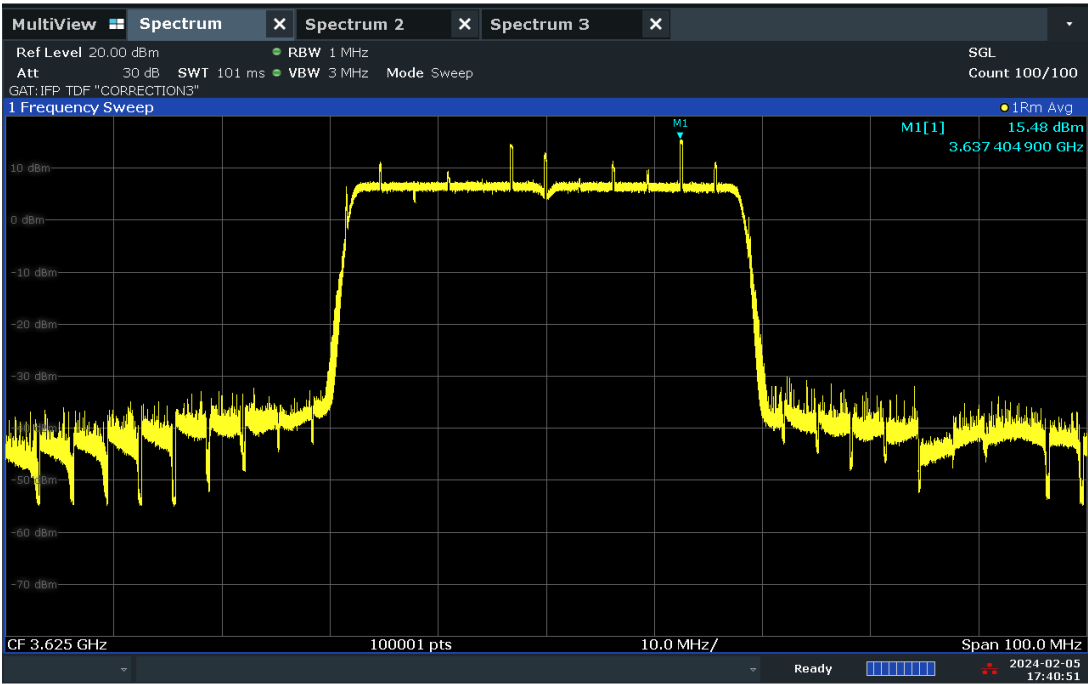 MultiView Spectrum Spectrum 2 Spectrum 3
Ref Level 20.00 dBm RBW 1 MHz SGL
Att 30 dB SWT 101 ms VBW 3 MHz Mode Sweep Count 100/100
GAT:IFP TDF "CORRECTION3"
1 Frequency Sweep 1Rm Avg
M1 M1[1] 15.48 dBm
3.637 404 900 GHz
10 dBm
0 dBm
-10 dBm
-20 dBm
-30 dBm
-50 dBm
-60 dBm
-70 dBm
CF 3.625 GHz 100001 pts 10.0 MHz/ Span 100.0 MHz
Ready 2024-02-05
17:40:51